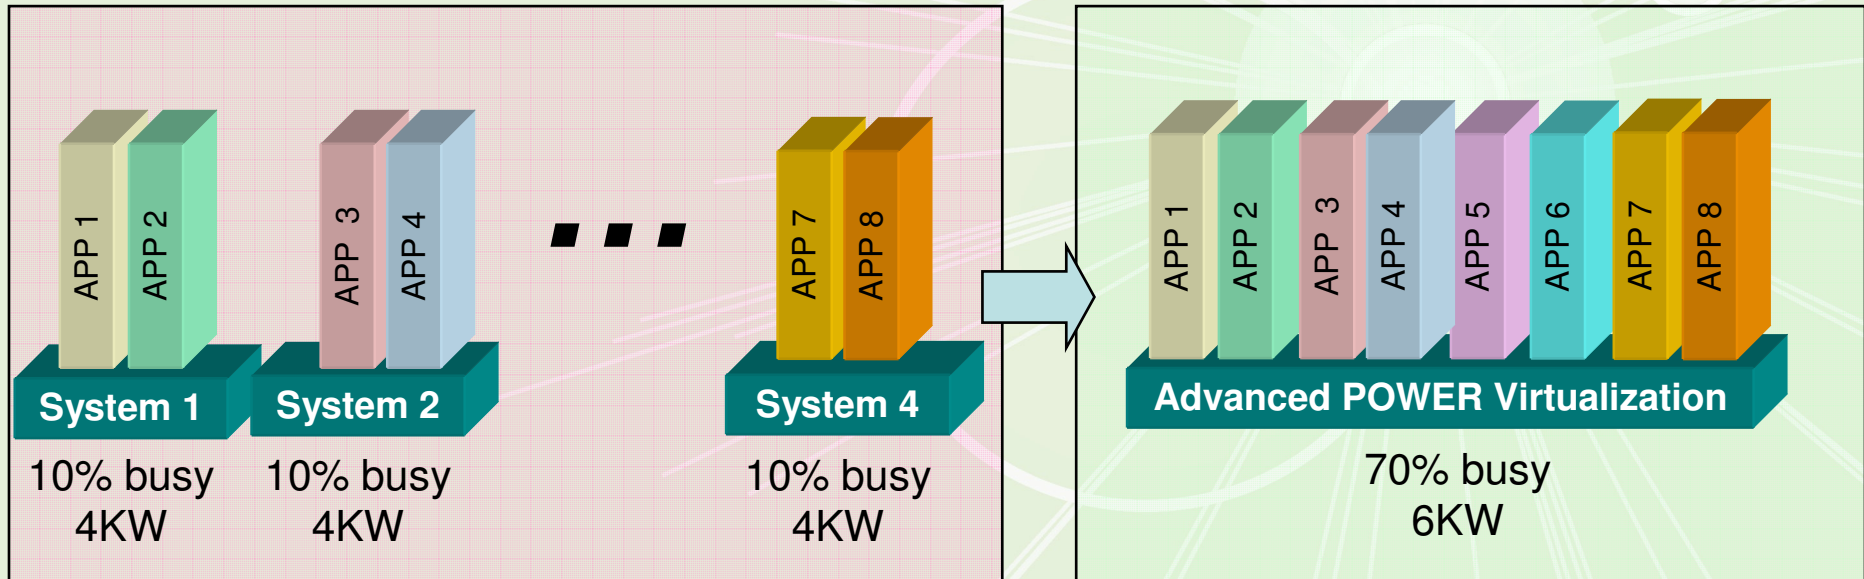 APP 1
APP 2
System 1
10% busy
4KW
APP 3
APP 4
System 2
10% busy
4KW
APP 7
APP 8
System 4
10% busy
4KW
APP 1
APP 2
APP 3
APP 4
APP 5
APP 6
APP 7
APP 8
Advanced POWER Virtualization
70% busy
6KW